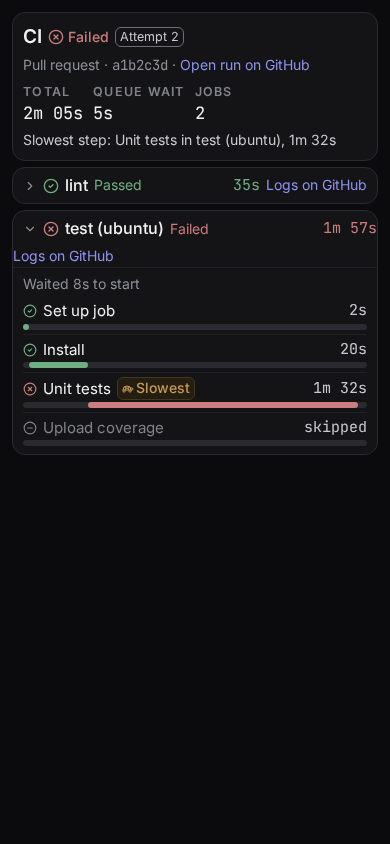 CI Failed Attempt 2
Pull request · a1b2c3d · Open run on GitHub
TOTAL QUEUE WAIT JOBS
2m 05s 5s 2
Slowest step: Unit tests in test (ubuntu), 1m 32s
lint Passed 35s Logs on GitHub
test (ubuntu) Failed 1m 57s
Logs on GitHub
Waited 8s to start
Set up job 2s
Install 20s
Unit tests Slowest 1m 32s
Upload coverage skipped